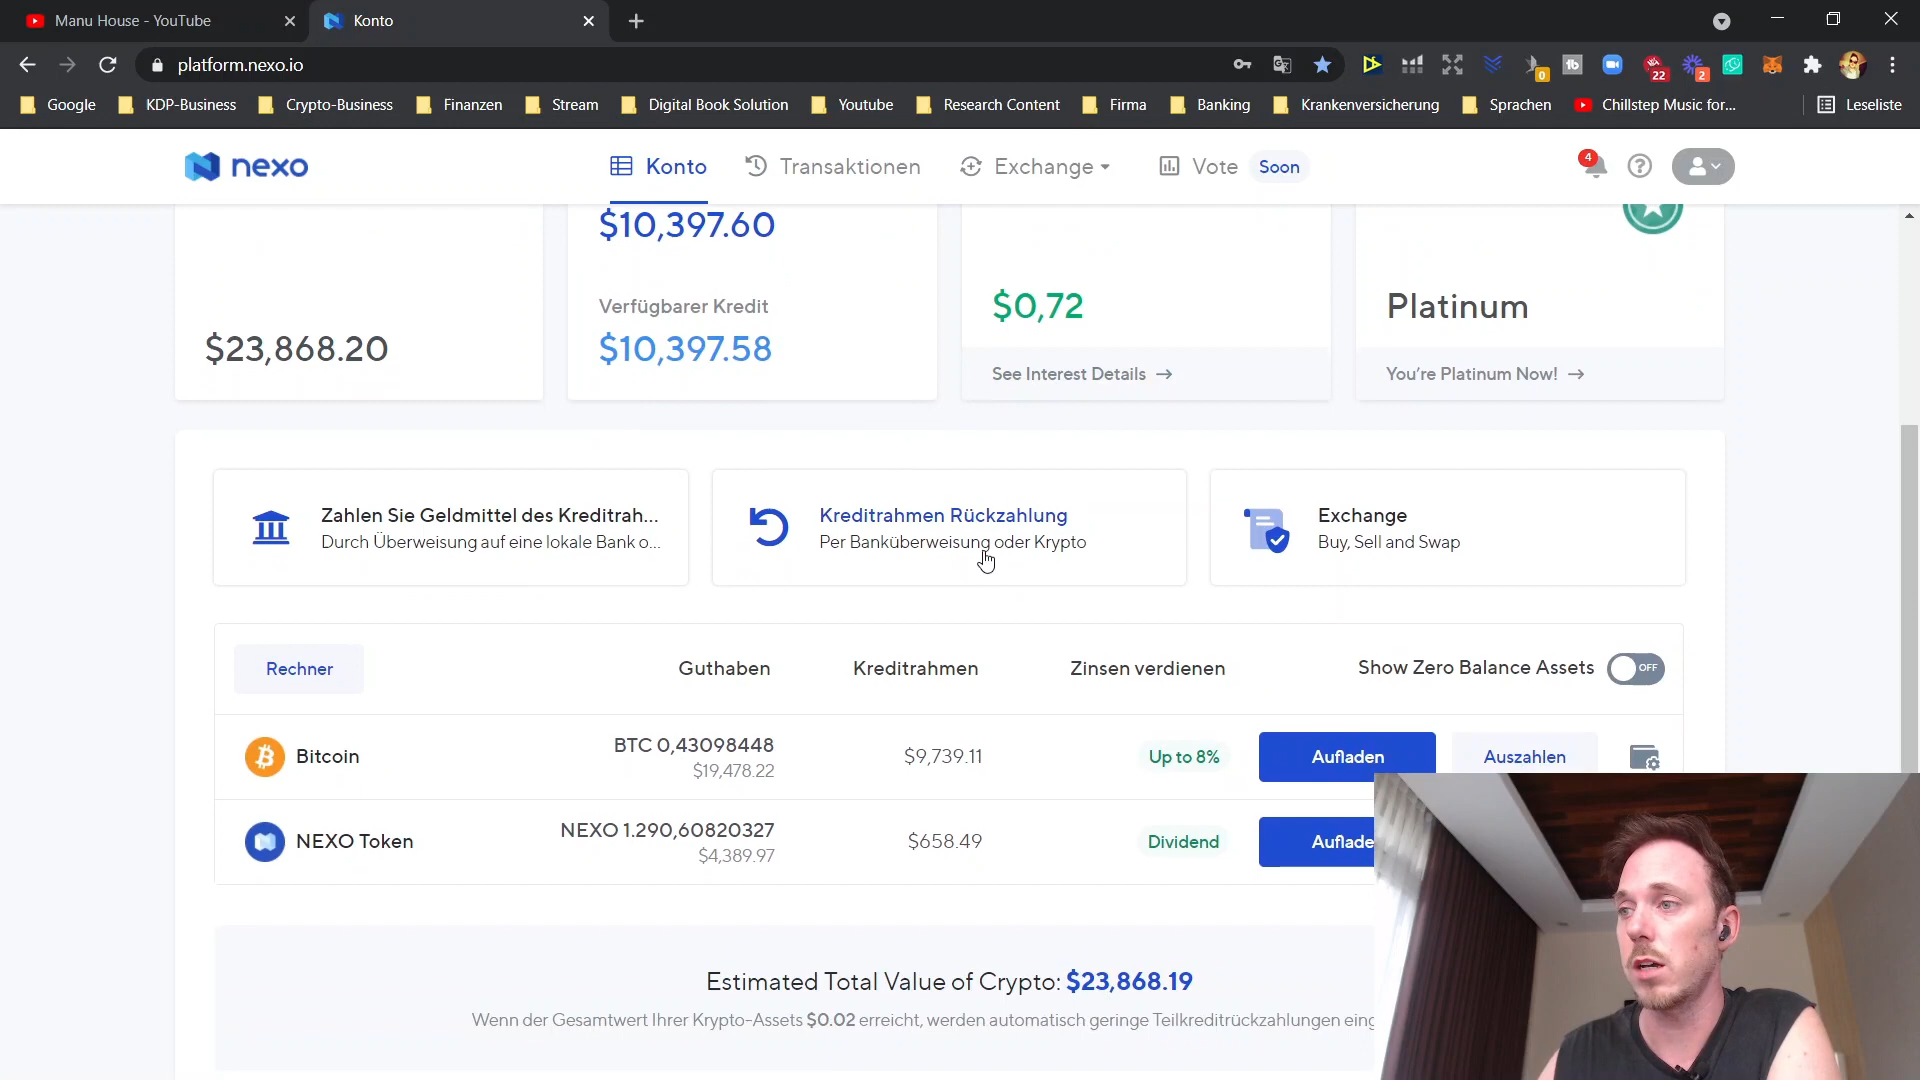 Manu House - YouTube
Konto
platform.nexo.io
0
22
2
Google
KDP-Business
Crypto-Business
Finanzen
Stream
Digital Book Solution
Youtube
Research Content
Firma
Banking
Krankenversicherung
Sprachen
Chillstep Music for...
Leseliste
nexo
Konto
Transaktionen
Exchange
Vote
Soon
4
$10,397.60
Verfügbarer Kredit
$23,868.20
$10,397.58
$0,72
Platinum
See Interest Details →
You're Platinum Now! →
Zahlen Sie Geldmittel des Kreditrah...
Durch Überweisung auf eine lokale Bank o...
Kreditrahmen Rückzahlung
Per Banküberweisung oder Krypto
Exchange
Buy, Sell and Swap
Rechner
Guthaben
Kreditrahmen
Zinsen verdienen
Show Zero Balance Assets
OFF
Bitcoin
BTC 0,43098448
$19,478.22
$9,739.11
Up to 8%
Aufladen
Auszahlen
NEXO Token
NEXO 1.290,60820327
$4,389.97
$658.49
Dividend
Auflade
Estimated Total Value of Crypto: $23,868.19
Wenn der Gesamtwert Ihrer Krypto-Assets $0.02 erreicht, werden automatisch geringe Teilkreditrückzahlungen eing